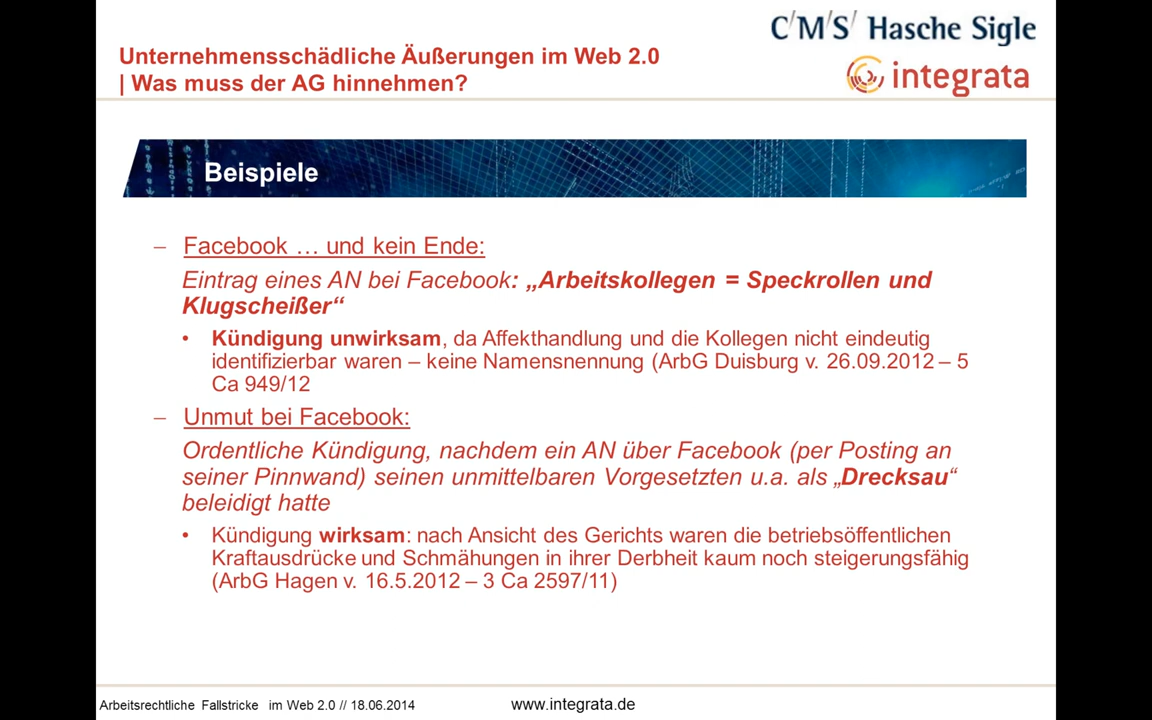 C/M/S/ Hasche Sigle
Unternehmensschädliche Äußerungen im Web 2.0
| Was muss der AG hinnehmen?
integrata
Beispiele
– Facebook … und kein Ende:
Eintrag eines AN bei Facebook: „Arbeitskollegen = Speckrollen und
Klugscheißer“
• Kündigung unwirksam, da Affekthandlung und die Kollegen nicht eindeutig
identifizierbar waren – keine Namensnennung (ArbG Duisburg v. 26.09.2012 – 5
Ca 949/12
– Unmut bei Facebook:
Ordentliche Kündigung, nachdem ein AN über Facebook (per Posting an
seiner Pinnwand) seinen unmittelbaren Vorgesetzten u.a. als „Drecksau“
beleidigt hatte
• Kündigung wirksam: nach Ansicht des Gerichts waren die betriebsöffentlichen
Kraftausdrücke und Schmähungen in ihrer Derbheit kaum noch steigerungsfähig
(ArbG Hagen v. 16.5.2012 – 3 Ca 2597/11)
Arbeitsrechtliche Fallstricke im Web 2.0 // 18.06.2014 www.integrata.de